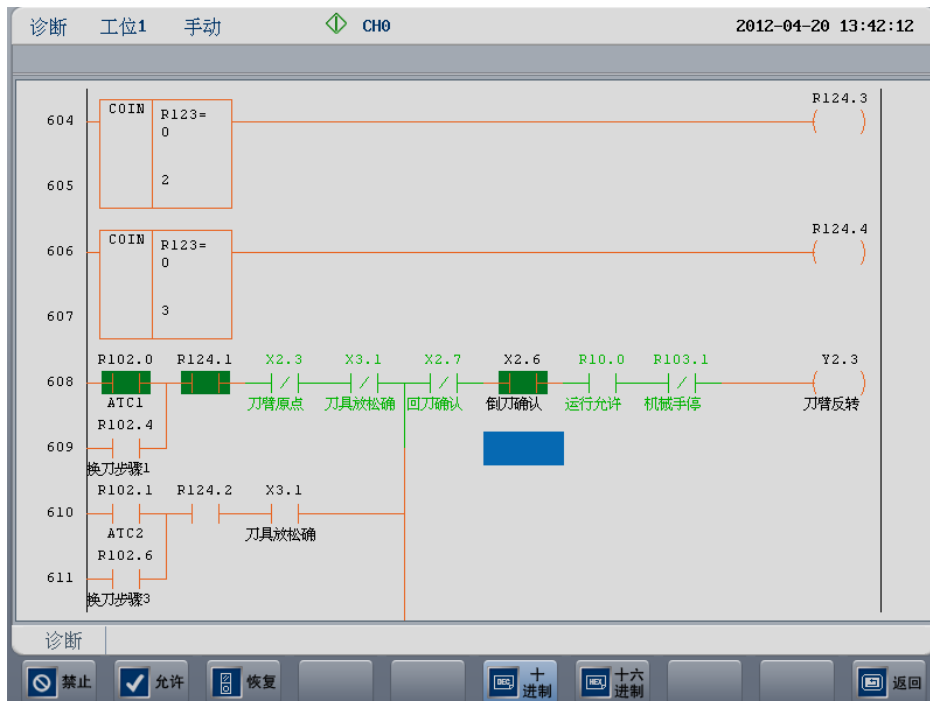 诊断 工位1 手动 CH0 2012-04-20 13:42:12
R124.3
COIN R123=
604 0
605 2
R124.4
COIN R123=
606 0
607 3
R102.0 R124.1 X2.3 X3.1 X2.7 X2.6 R10.0 R103.1 Y2.3
608
ATC1 刀臂原点 刀具放松确 回刀确认 倒刀确认 运行允许 机械手停 刀臂反转
R102.4
609
换刀步骤1
R102.1 R124.2 X3.1
610
ATC2 刀具放松确
R102.6
611
换刀步骤3
诊断
禁止 允许 恢复 DEC 十进制 HEX 十六进制 返回